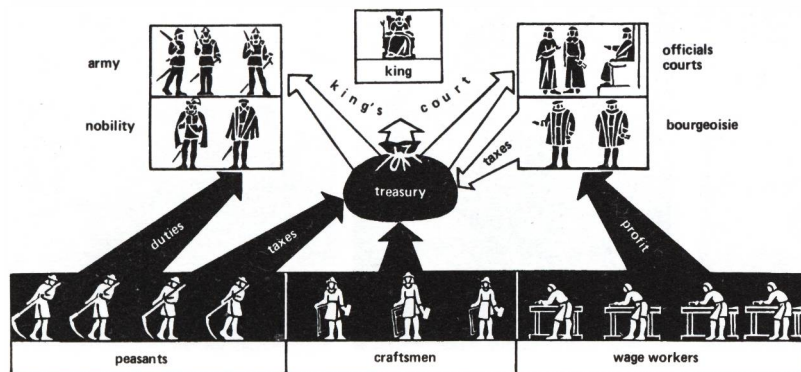 army
king
officials
courts
king's court
nobility
bourgeoisie
taxes
treasury
duties
taxes
profit
peasants
craftsmen
wage workers